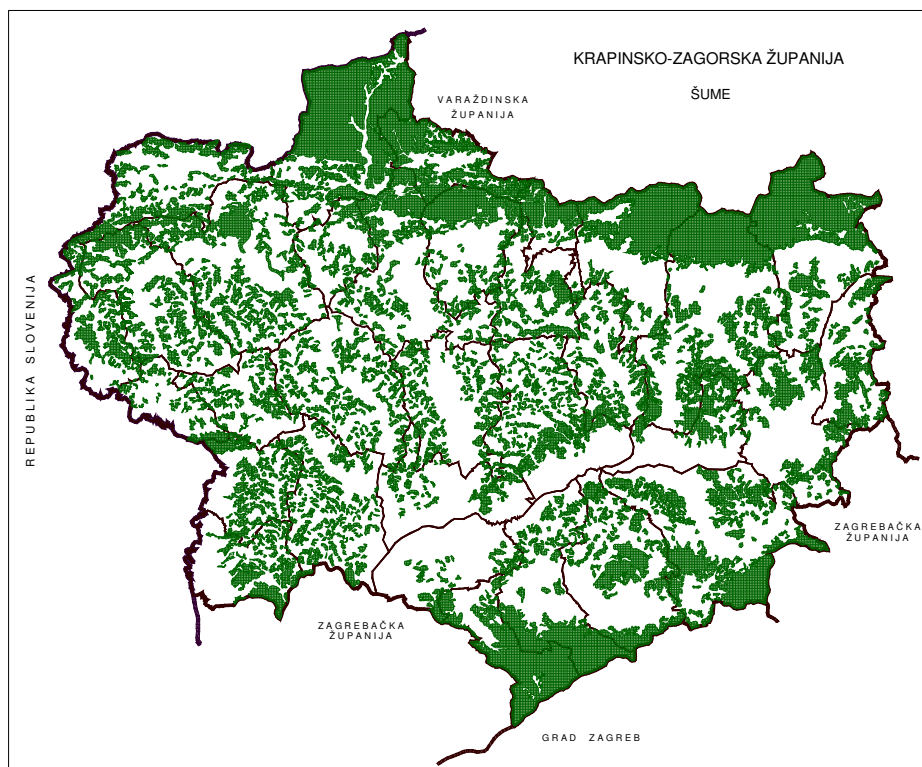 KRAPINSKO-ZAGORSKA ŽUPANIJA
ŠUME
VARAŽDINSKA
ŽUPANIJA
REPUBLIKA SLOVENIJA
ZAGREBAČKA
ŽUPANIJA
ZAGREBAČKA
ŽUPANIJA
GRAD ZAGREB